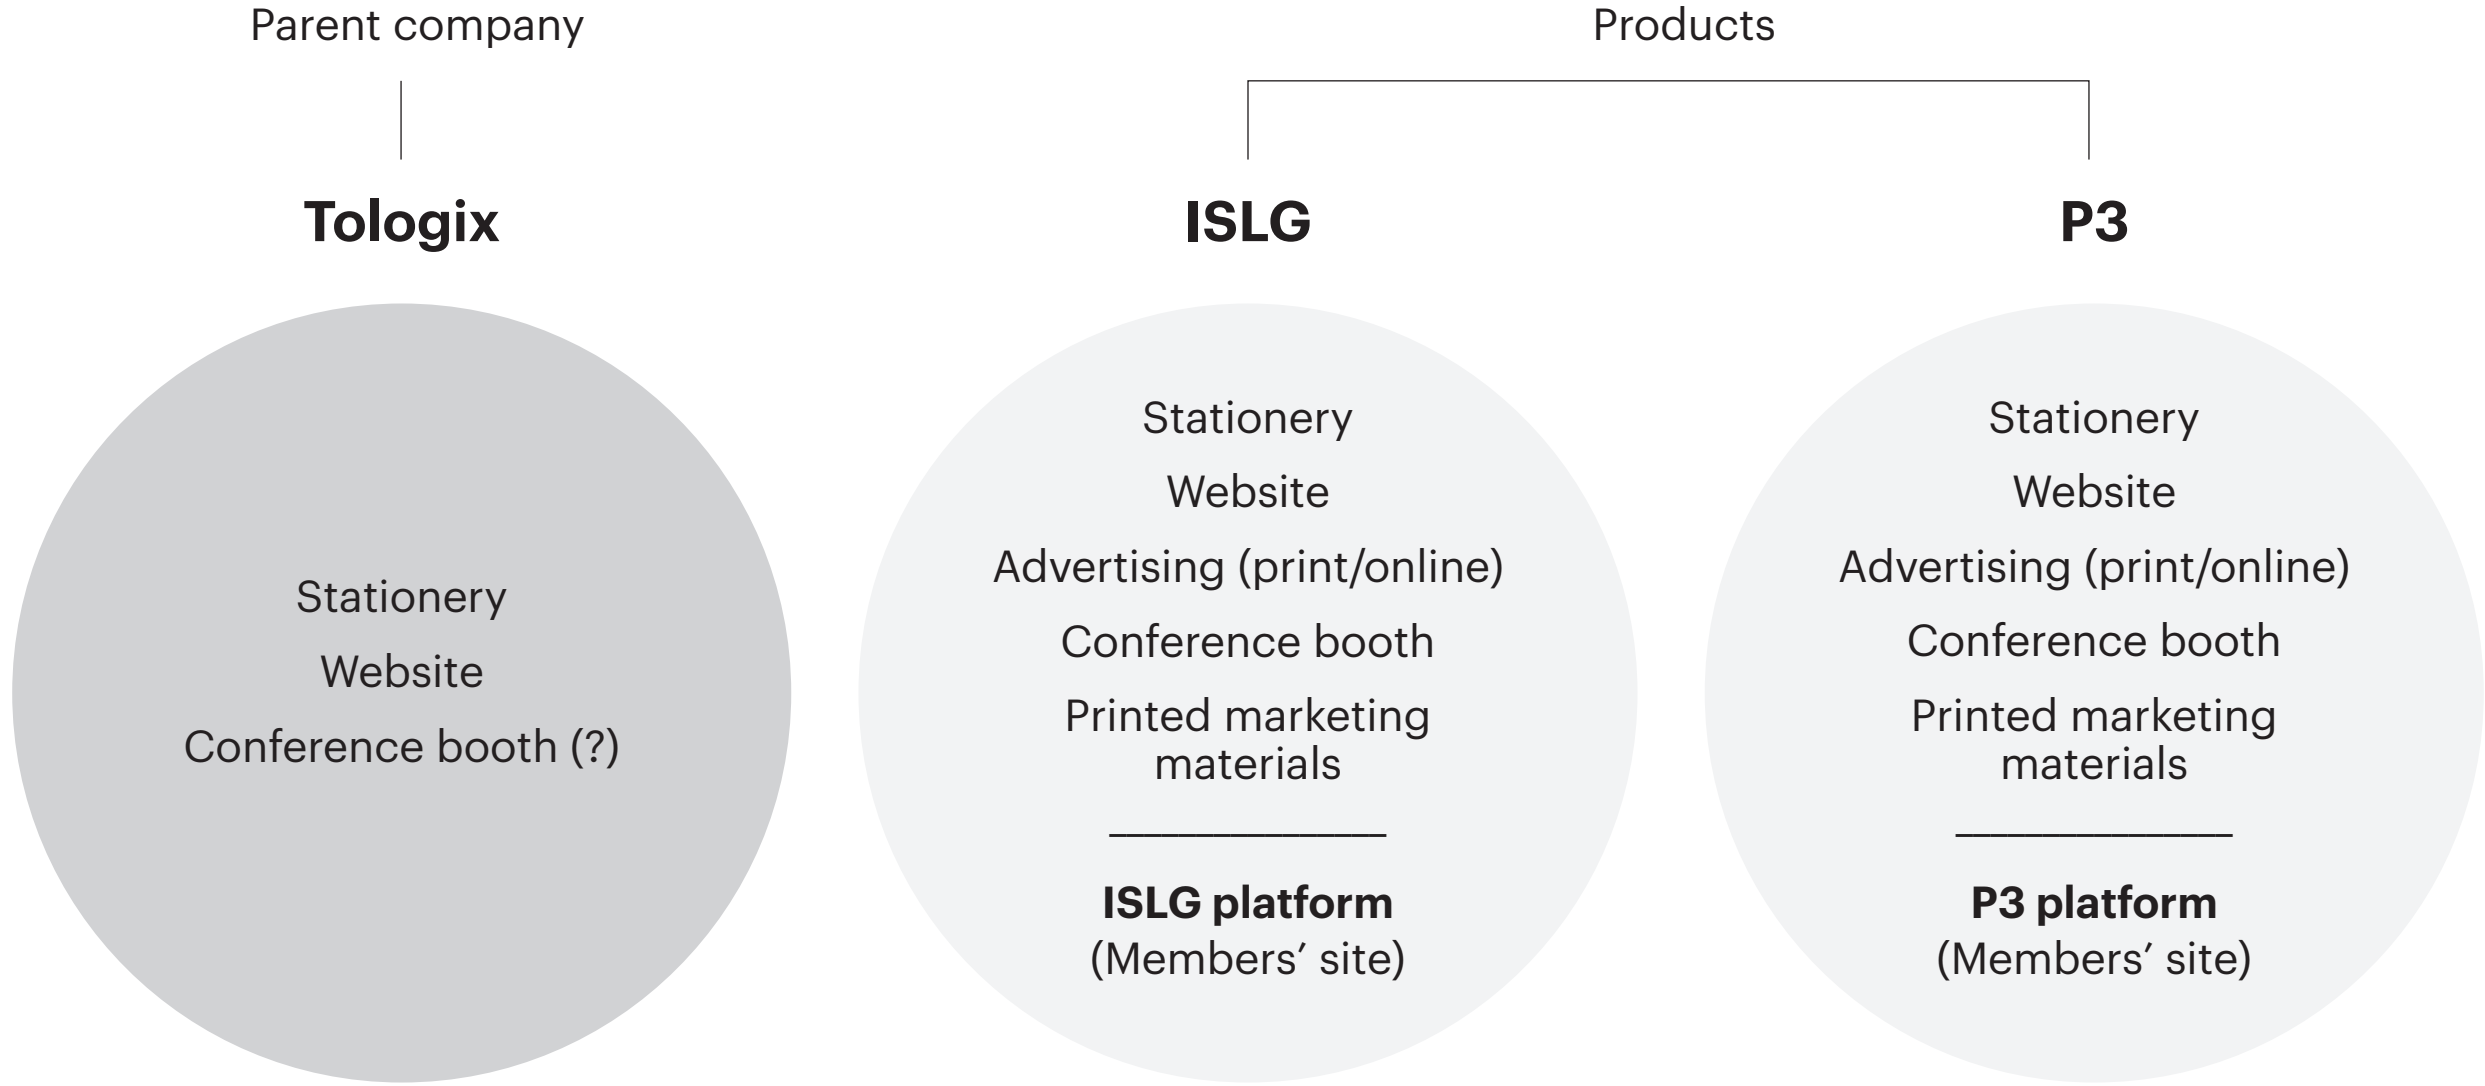 Parent company
Products
Tologix
ISLG
P3
Stationery
Website
Conference booth (?)
Stationery
Website
Advertising (print/online)
Conference booth
Printed marketing
materials
ISLG platform
(Members’ site)
Stationery
Website
Advertising (print/online)
Conference booth
Printed marketing
materials
P3 platform
(Members’ site)